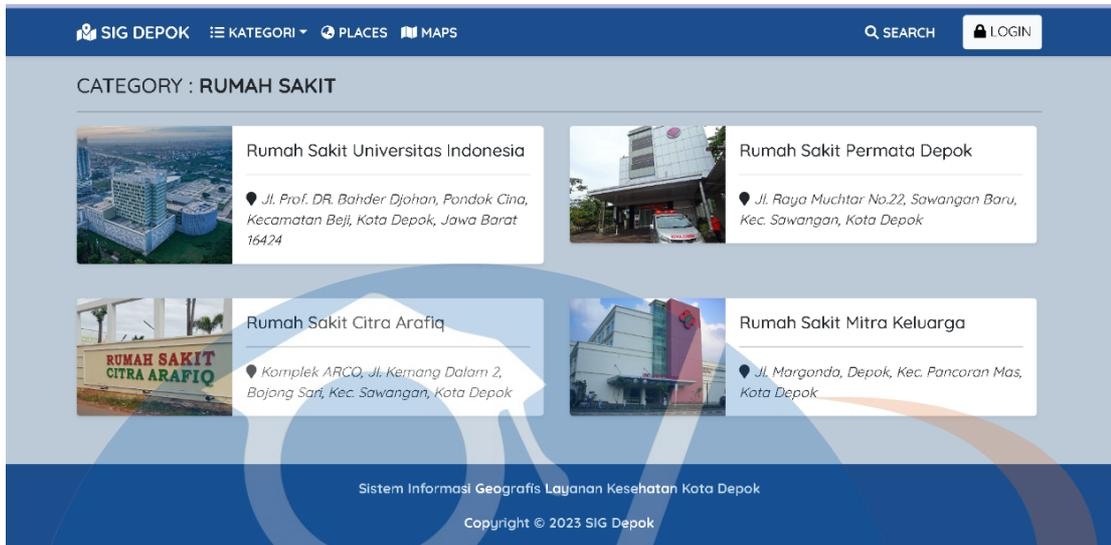 SIG DEPOK KATEGORI PLACES MAPS SEARCH LOGIN
CATEGORY : RUMAH SAKIT
Rumah Sakit Universitas Indonesia
Jl. Prof. DR. Bahder Djohan, Pondok Cina,
Kecamatan Beji, Kota Depok, Jawa Barat
16424
Rumah Sakit Permata Depok
Jl. Raya Muchtar No.22, Sawangan Baru,
Kec. Sawangan, Kota Depok
RUMAH SAKIT
CITRA ARAFIQ
Rumah Sakit Citra Arafiq
Komplek ARCO, Jl. Kemang Dalam 2,
Bojong Sari, Kec. Sawangan, Kota Depok
Rumah Sakit Mitra Keluarga
Jl. Margonda, Depok, Kec. Pancoran Mas,
Kota Depok
Sistem Informasi Geografis Layanan Kesehatan Kota Depok
Copyright © 2023 SIG Depok